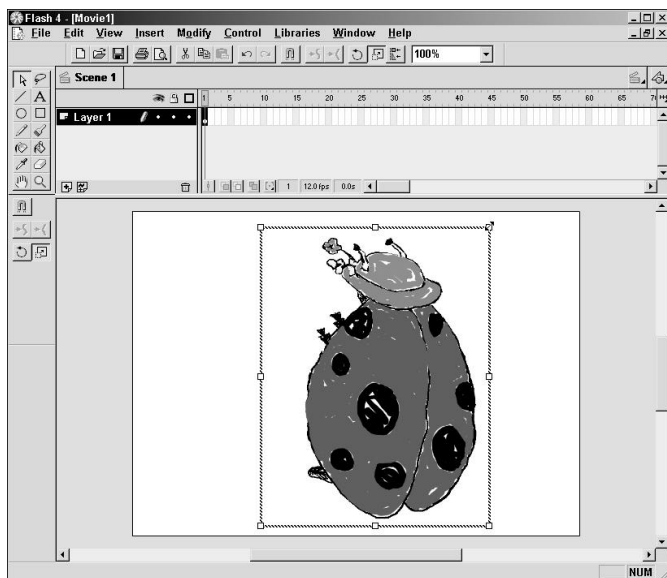 Flash 4 - [Movie1]
File Edit View Insert Modify Control Libraries Window Help
100%
Scene 1
1 5 10 15 20 25 30 35 40 45 50 55 60 65
Layer 1
1 12.0 fps 0.0s
NUM